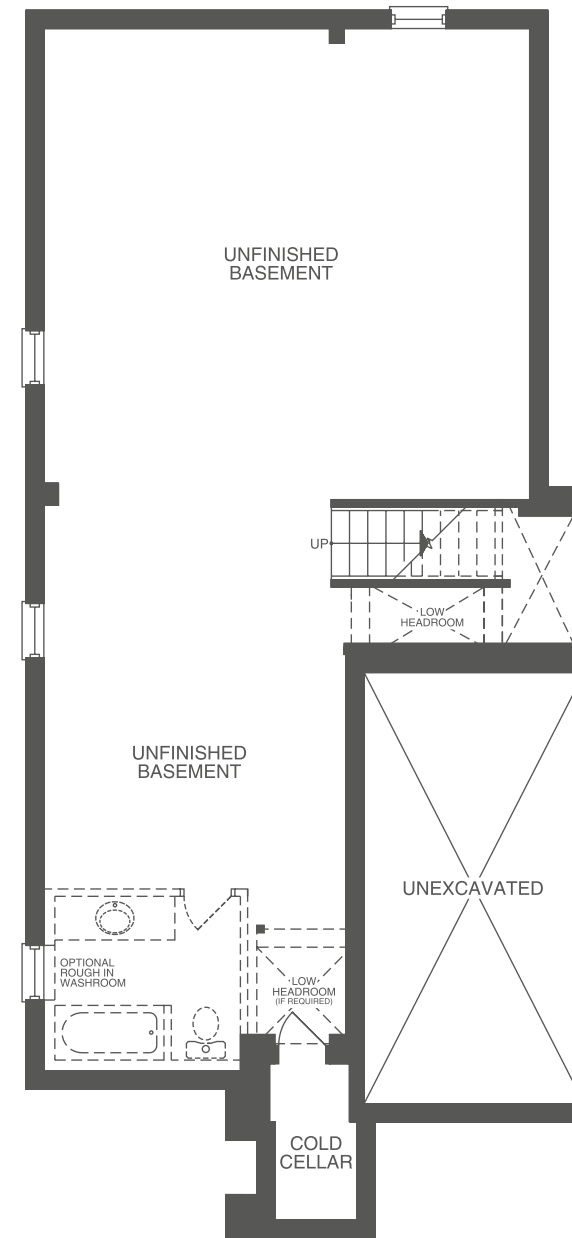 UNFINISHED
BASEMENT
UP
LOW
HEADROOM
UNFINISHED
BASEMENT
UNEXCAVATED
OPTIONAL
ROUGH IN
WASHROOM
LOW
HEADROOM
(IF REQUIRED)
COLD
CELLAR